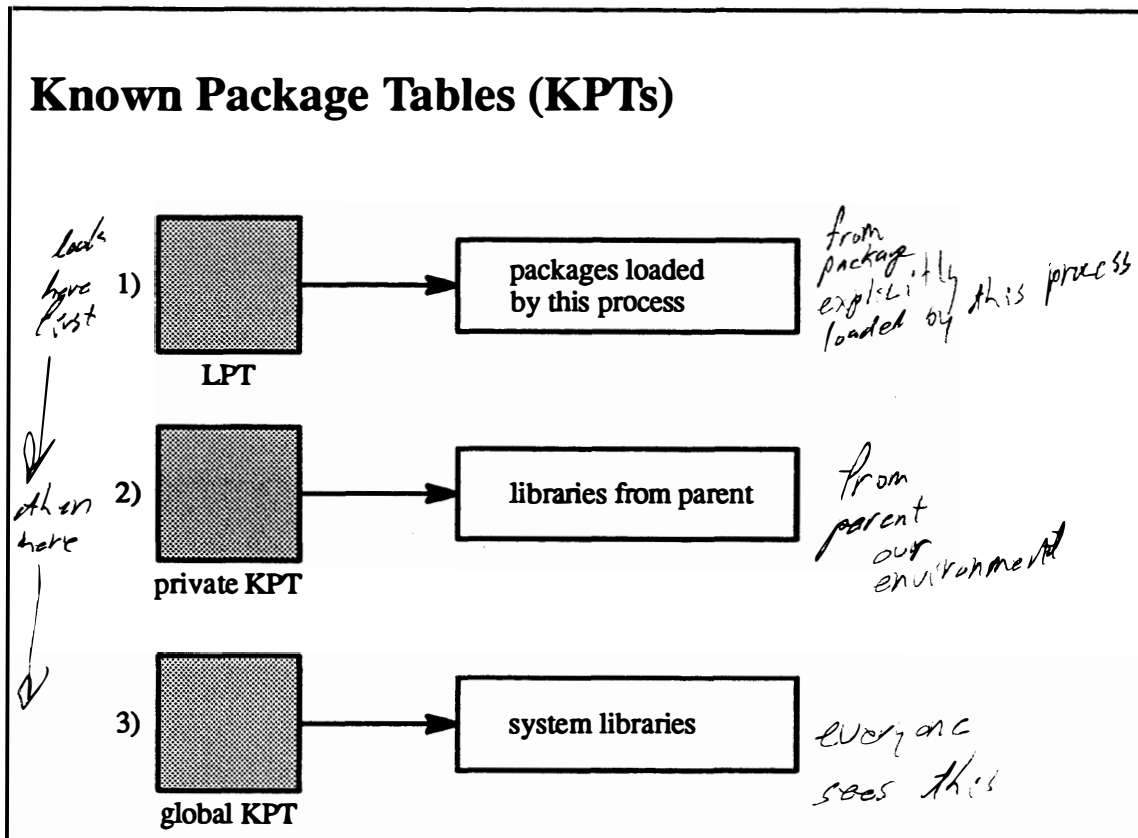 Known Package Tables (KPTs)
look
here
first
1)
LPT
packages loaded
by this process
from
package
explicitly
loaded by this process
then
here
2)
private KPT
libraries from parent
From
parent
our
environment
3)
global KPT
system libraries
everyone
sees this